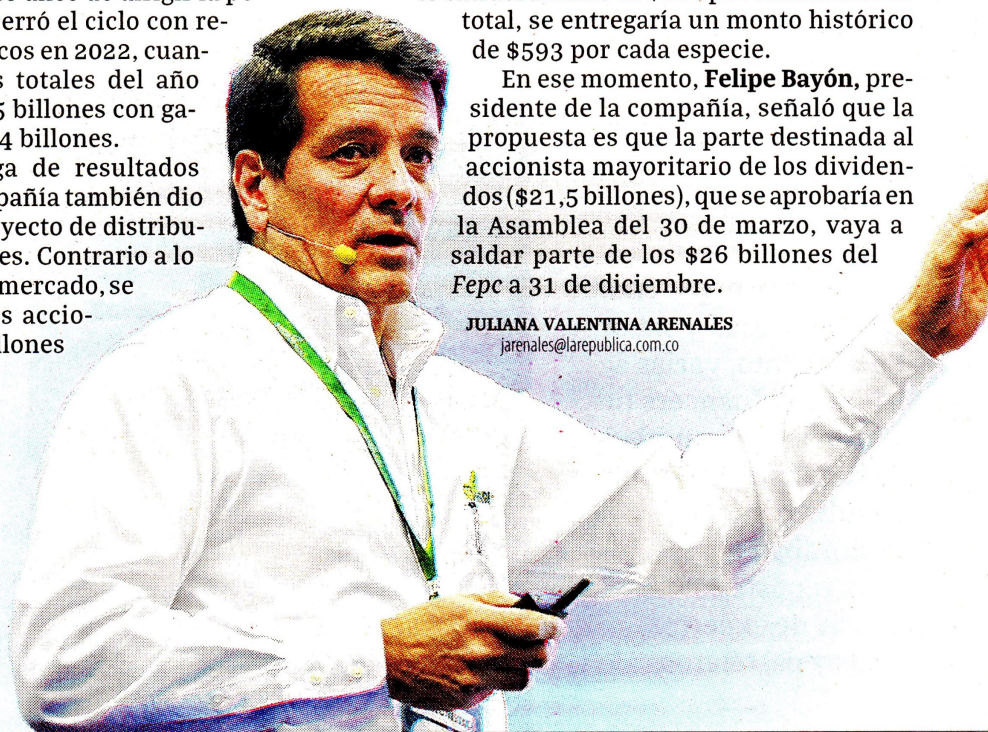 erró el ciclo con re-
cos en 2022, cuan-
s totales del año
5 billones con ga-
4 billones.
ga de resultados
pañía también dio
yecto de distribu-
es. Contrario a lo
mercado, se
s accio-
llones
total, se entregaría un monto histórico
de $593 por cada especie.
En ese momento, Felipe Bayón, pre-
sidente de la compañía, señaló que la
propuesta es que la parte destinada al
accionista mayoritario de los dividen-
dos ($21,5 billones), que se aprobaría en
la Asamblea del 30 de marzo, vaya a
saldar parte de los $26 billones del
Fepc a 31 de diciembre.
JULIANA VALENTINA ARENALES
jarenales@larepublica.com.co